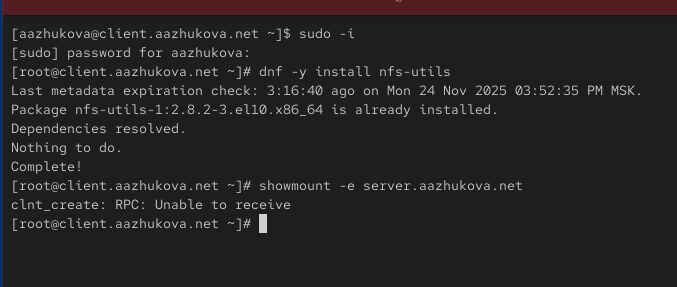 [aazhukova@client.aazhukova.net ~]$ sudo -i
[sudo] password for aazhukova:
[root@client.aazhukova.net ~]# dnf -y install nfs-utils
Last metadata expiration check: 3:16:40 ago on Mon 24 Nov 2025 03:52:35 PM MSK.
Package nfs-utils-1:2.8.2-3.el10.x86_64 is already installed.
Dependencies resolved.
Nothing to do.
Complete!
[root@client.aazhukova.net ~]# showmount -e server.aazhukova.net
clnt_create: RPC: Unable to receive
[root@client.aazhukova.net ~]#